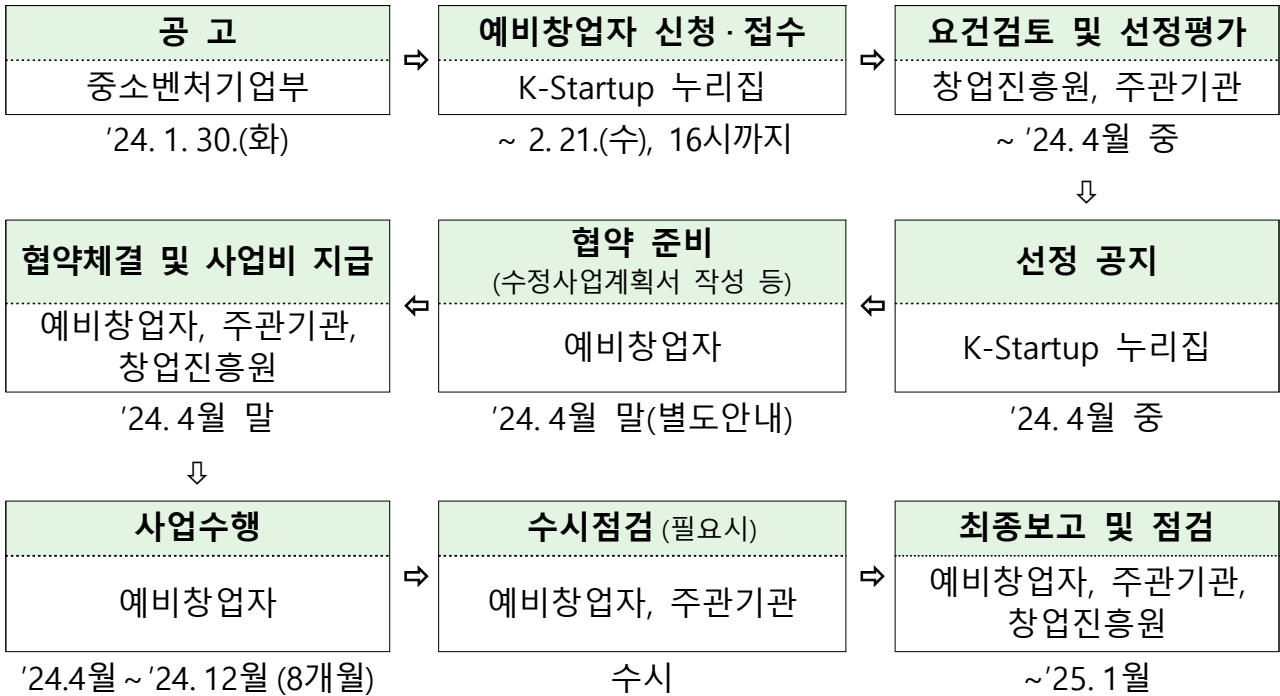 공 고
중소벤처기업부
'24. 1. 30.(화)
⇨
예비창업자 신청 · 접수
K-Startup 누리집
~ 2. 21.(수), 16시까지
⇨
요건검토 및 선정평가
창업진흥원, 주관기관
~ '24. 4월 중
⇩
선정 공지
K-Startup 누리집
'24. 4월 중
⇦
협약 준비
(수정사업계획서 작성 등)
예비창업자
'24. 4월 말(별도안내)
⇦
협약체결 및 사업비 지급
예비창업자, 주관기관,
창업진흥원
'24. 4월 말
⇩
사업수행
예비창업자
'24.4월 ~ '24. 12월 (8개월)
⇨
수시점검 (필요시)
예비창업자, 주관기관
수시
⇨
최종보고 및 점검
예비창업자, 주관기관,
창업진흥원
~'25. 1월